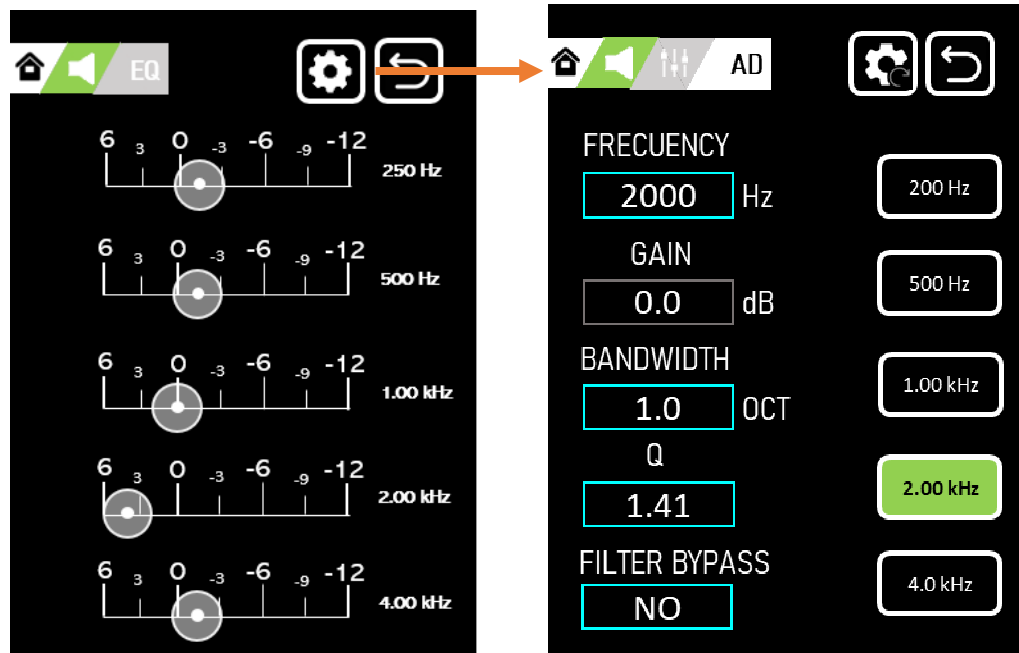 EQ
6 3 0 -3 -6 -9 -12
250 Hz
6 3 0 -3 -6 -9 -12
500 Hz
6 3 0 -3 -6 -9 -12
1.00 kHz
6 3 0 -3 -6 -9 -12
2.00 kHz
6 3 0 -3 -6 -9 -12
4.00 kHz
AD
FRECUENCY
2000 Hz
GAIN
0.0 dB
BANDWIDTH
1.0 OCT
Q
1.41
FILTER BYPASS
NO
200 Hz
500 Hz
1.00 kHz
2.00 kHz
4.0 kHz